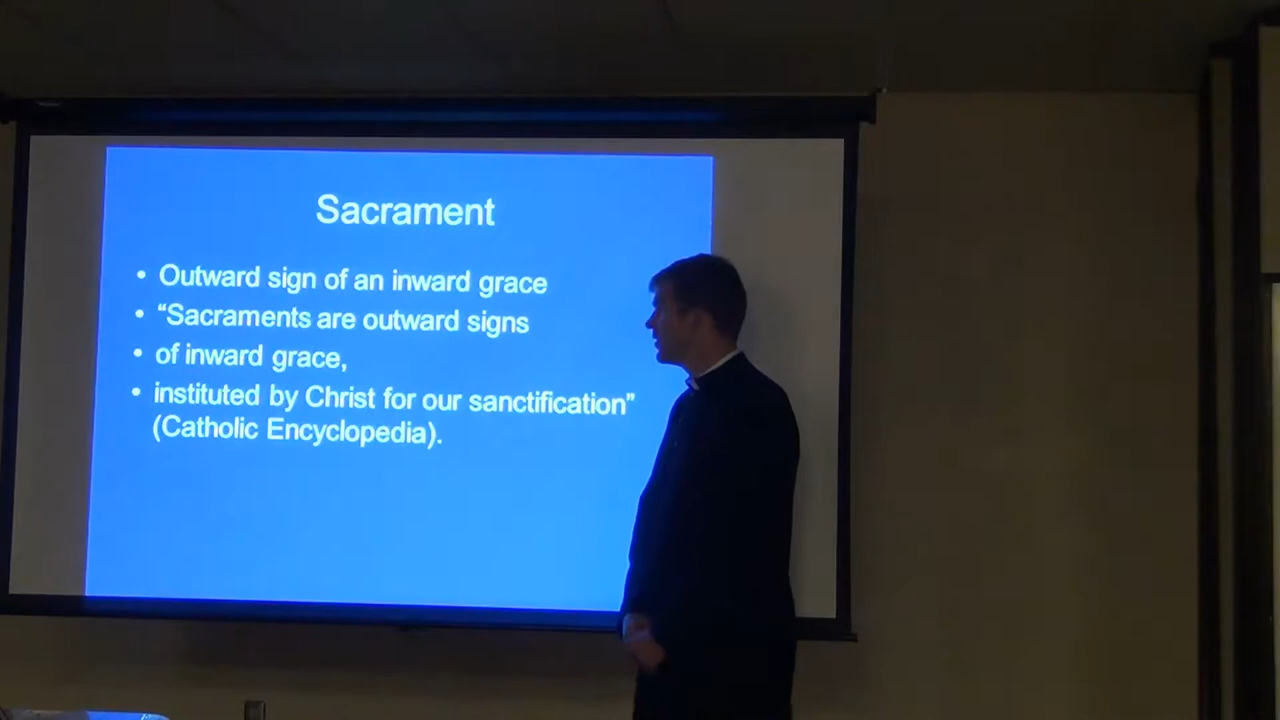 Sacrament
• Outward sign of an inward grace
• “Sacraments are outward signs
• of inward grace,
• instituted by Christ for our sanctification”
(Catholic Encyclopedia).